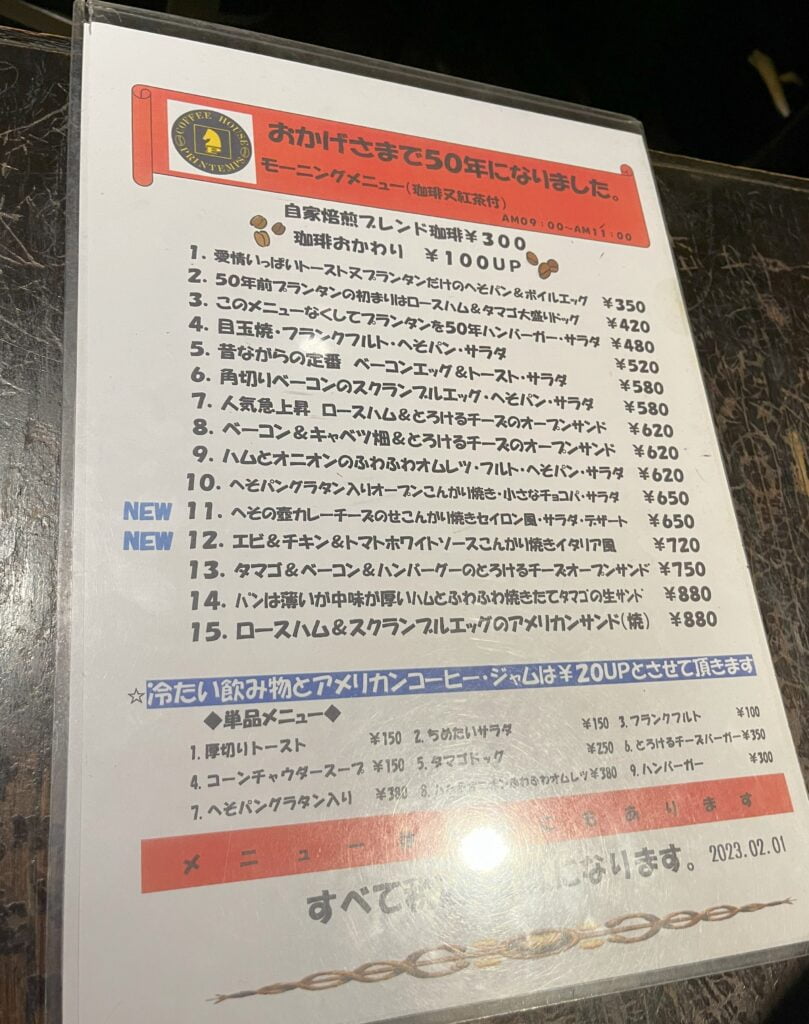 COFFEE HOUSE
PRINTEMPS
おかげさまで50年になりました。
モーニングメニュー(珈琲又紅茶付)
AM09:00~AM11:00
自家焙煎ブレンド珈琲¥300
珈琲おかわり ¥100UP
1. 愛情いっぱいトースト又プランタンだけのへそパン&ボイルエッグ ¥350
2. 50年前プランタンの初まりはロースハム&タマゴ大盛りドッグ ¥420
3. このメニューなくしてプランタンを50年ハンバーガー・サラダ ¥480
4. 目玉焼・フランクフルト・へそパン・サラダ ¥520
5. 昔ながらの定番 ベーコンエッグ&トースト・サラダ ¥580
6. 角切りベーコンのスクランブルエッグ・へそパン・サラダ ¥580
7. 人気急上昇 ロースハム&とろけるチーズのオープンサンド ¥620
8. ベーコン&キャベツ畑&とろけるチーズのオープンサンド ¥620
9. ハムとオニオンのふわふわオムレツ・フルト・へそパン・サラダ ¥620
10. へそパングラタン入りオープンこんがり焼き・小さなチョコパ・サラダ ¥650
NEW 11. へその壺カレーチーズのせこんがり焼きセイロン風・サラダ・デザート ¥650
NEW 12. エビ&チキン&トマトホワイトソースこんがり焼きイタリア風 ¥720
13. タマゴ&ベーコン&ハンバーグーのとろけるチーズオープンサンド ¥750
14. パンは薄いが中味が厚いハムとふわふわ焼きたてタマゴの生サンド ¥880
15. ロースハム&スクランブルエッグのアメリカンサンド(焼) ¥880
☆冷たい飲み物とアメリカンコーヒー・ジャムは¥20UPとさせて頂きます
◆単品メニュー◆
1. 厚切りトースト ¥150 2. ちめたいサラダ ¥150 3. フランクフルト ¥100
4. コーンチャウダースープ ¥150 5. タマゴドッグ ¥250 6. とろけるチーズバーガー ¥350
7. へそパングラタン入り ¥380 8. ハムとオニオンふわふわオムレツ ¥380 9. ハンバーガー ¥300
メニュー こもあります
すべて になります。 2023.02.01